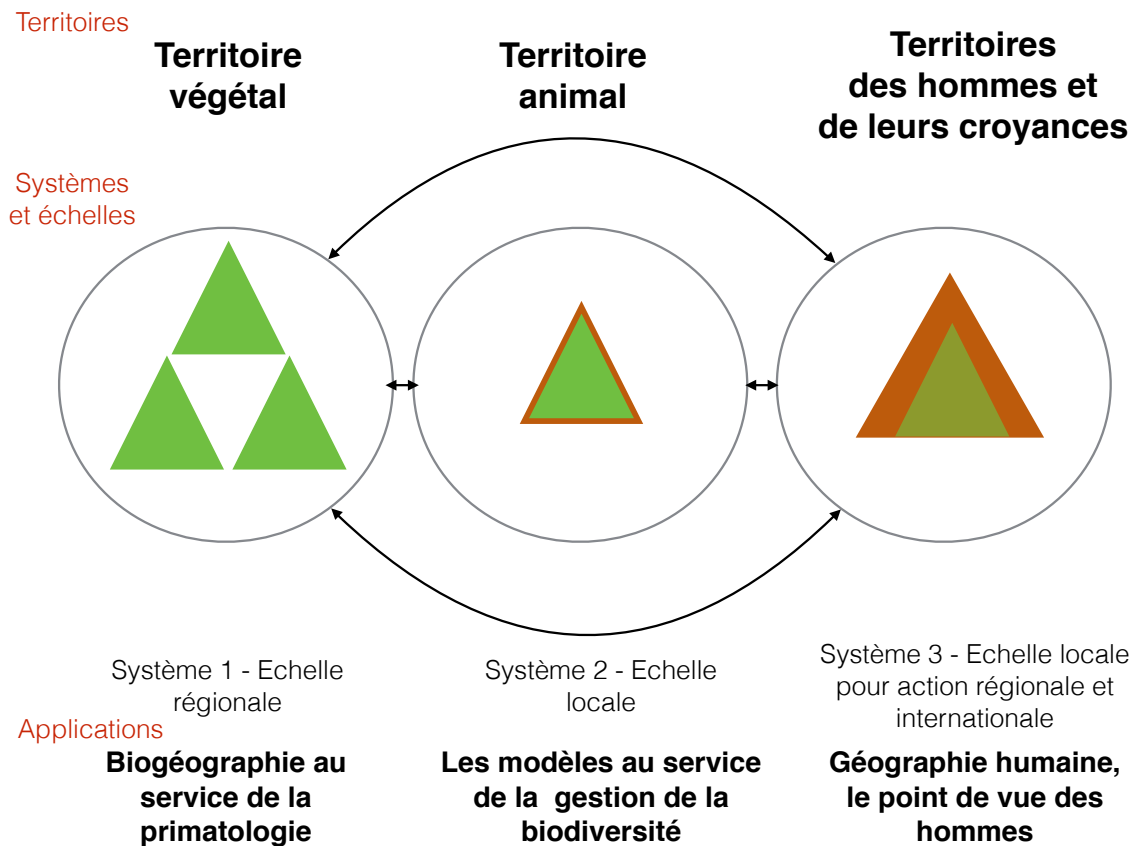 Territoires
Territoire
végétal
Territoire
animal
Territoires
des hommes et
de leurs croyances
Systèmes
et échelles
Système 1 - Echelle
régionale
Système 2 - Echelle
locale
Système 3 - Echelle locale
pour action régionale et
internationale
Applications
Biogéographie au
service de la
primatologie
Les modèles au service
de la gestion de la
biodiversité
Géographie humaine,
le point de vue des
hommes